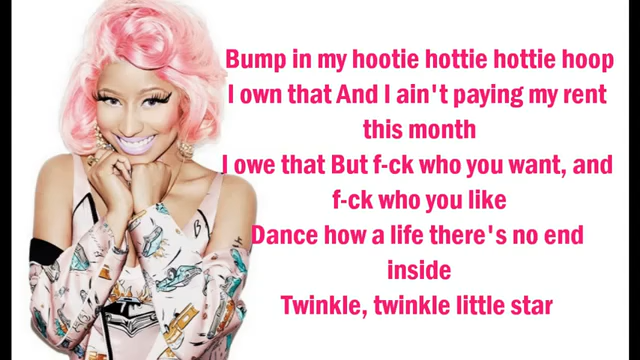 Bump in my hootie hottie hottie hoop
I own that And I ain't paying my rent
this month
I owe that But f-ck who you want, and
f-ck who you like
Dance how a life there's no end
inside
Twinkle, twinkle little star